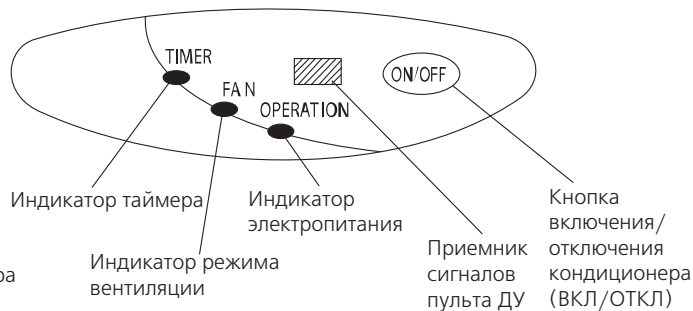 TIMER
FAN
OPERATION
ON/OFF
Индикатор таймера
Индикатор режима
вентиляции
Индикатор
электропитания
Приемник
сигналов
пульта ДУ
Кнопка
включения/
отключения
кондиционера
(ВКЛ/ОТКЛ)
ра